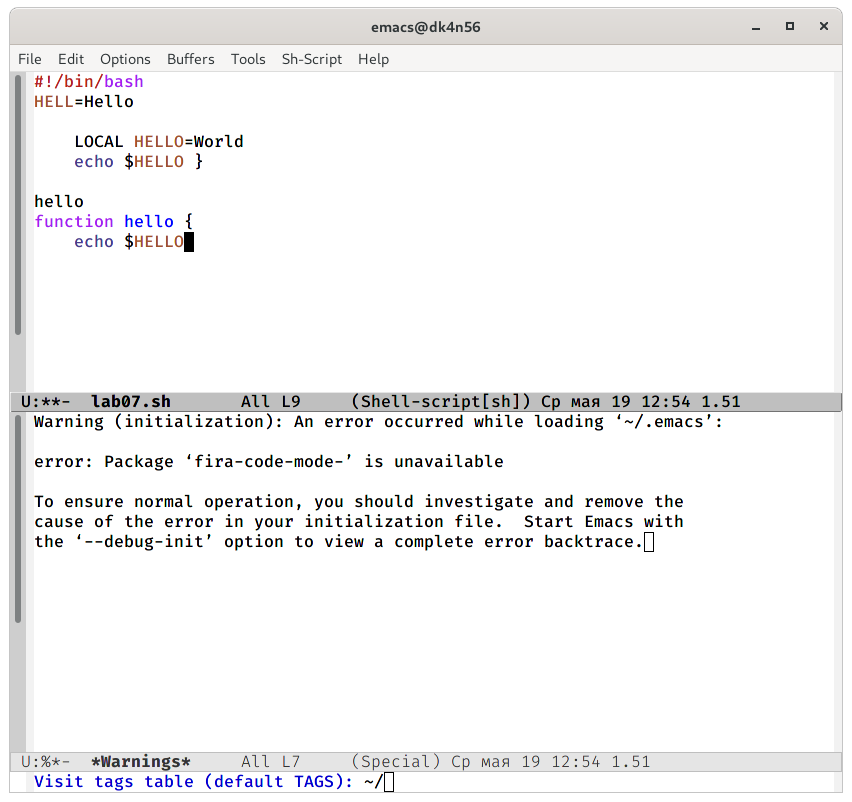 emacs@dk4n56
File Edit Options Buffers Tools Sh-Script Help
#!/bin/bash
HELL=Hello
    LOCAL HELLO=World
    echo $HELLO }
hello
function hello {
    echo $HELLO
U:**-  lab07.sh       All L9     (Shell-script[sh]) Ср мая 19 12:54 1.51
Warning (initialization): An error occurred while loading ‘~/.emacs’:
error: Package ‘fira-code-mode-’ is unavailable
To ensure normal operation, you should investigate and remove the
cause of the error in your initialization file.  Start Emacs with
the ‘--debug-init’ option to view a complete error backtrace.
U:%*-  *Warnings*     All L7     (Special) Ср мая 19 12:54 1.51
Visit tags table (default TAGS): ~/